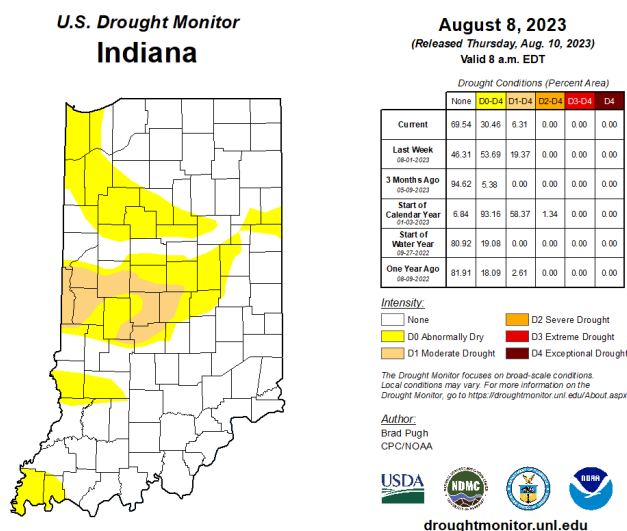 U.S. Drought Monitor
Indiana
August 8, 2023
(Released Thursday, Aug. 10, 2023)
Valid 8 a.m. EDT
Drought Conditions (Percent Area)
None D0-D4 D1-D4 D2-D4 D3-D4 D4
Current 69.54 30.46 6.31 0.00 0.00 0.00
Last Week
08-01-2023 46.31 53.69 19.37 0.00 0.00 0.00
3 Months Ago
05-09-2023 94.62 5.38 0.00 0.00 0.00 0.00
Start of
Calendar Year
01-03-2023 6.84 93.16 58.37 1.34 0.00 0.00
Start of
Water Year
09-27-2022 80.92 19.08 0.00 0.00 0.00 0.00
One Year Ago
08-09-2022 81.91 18.09 2.61 0.00 0.00 0.00
Intensity:
None
D0 Abnormally Dry
D1 Moderate Drought
D2 Severe Drought
D3 Extreme Drought
D4 Exceptional Drought
The Drought Monitor focuses on broad-scale conditions.
Local conditions may vary. For more information on the
Drought Monitor, go to https://droughtmonitor.unl.edu/About.aspx
Author:
Brad Pugh
CPC/NOAA
USDA
NDMC
NOAA
droughtmonitor.unl.edu